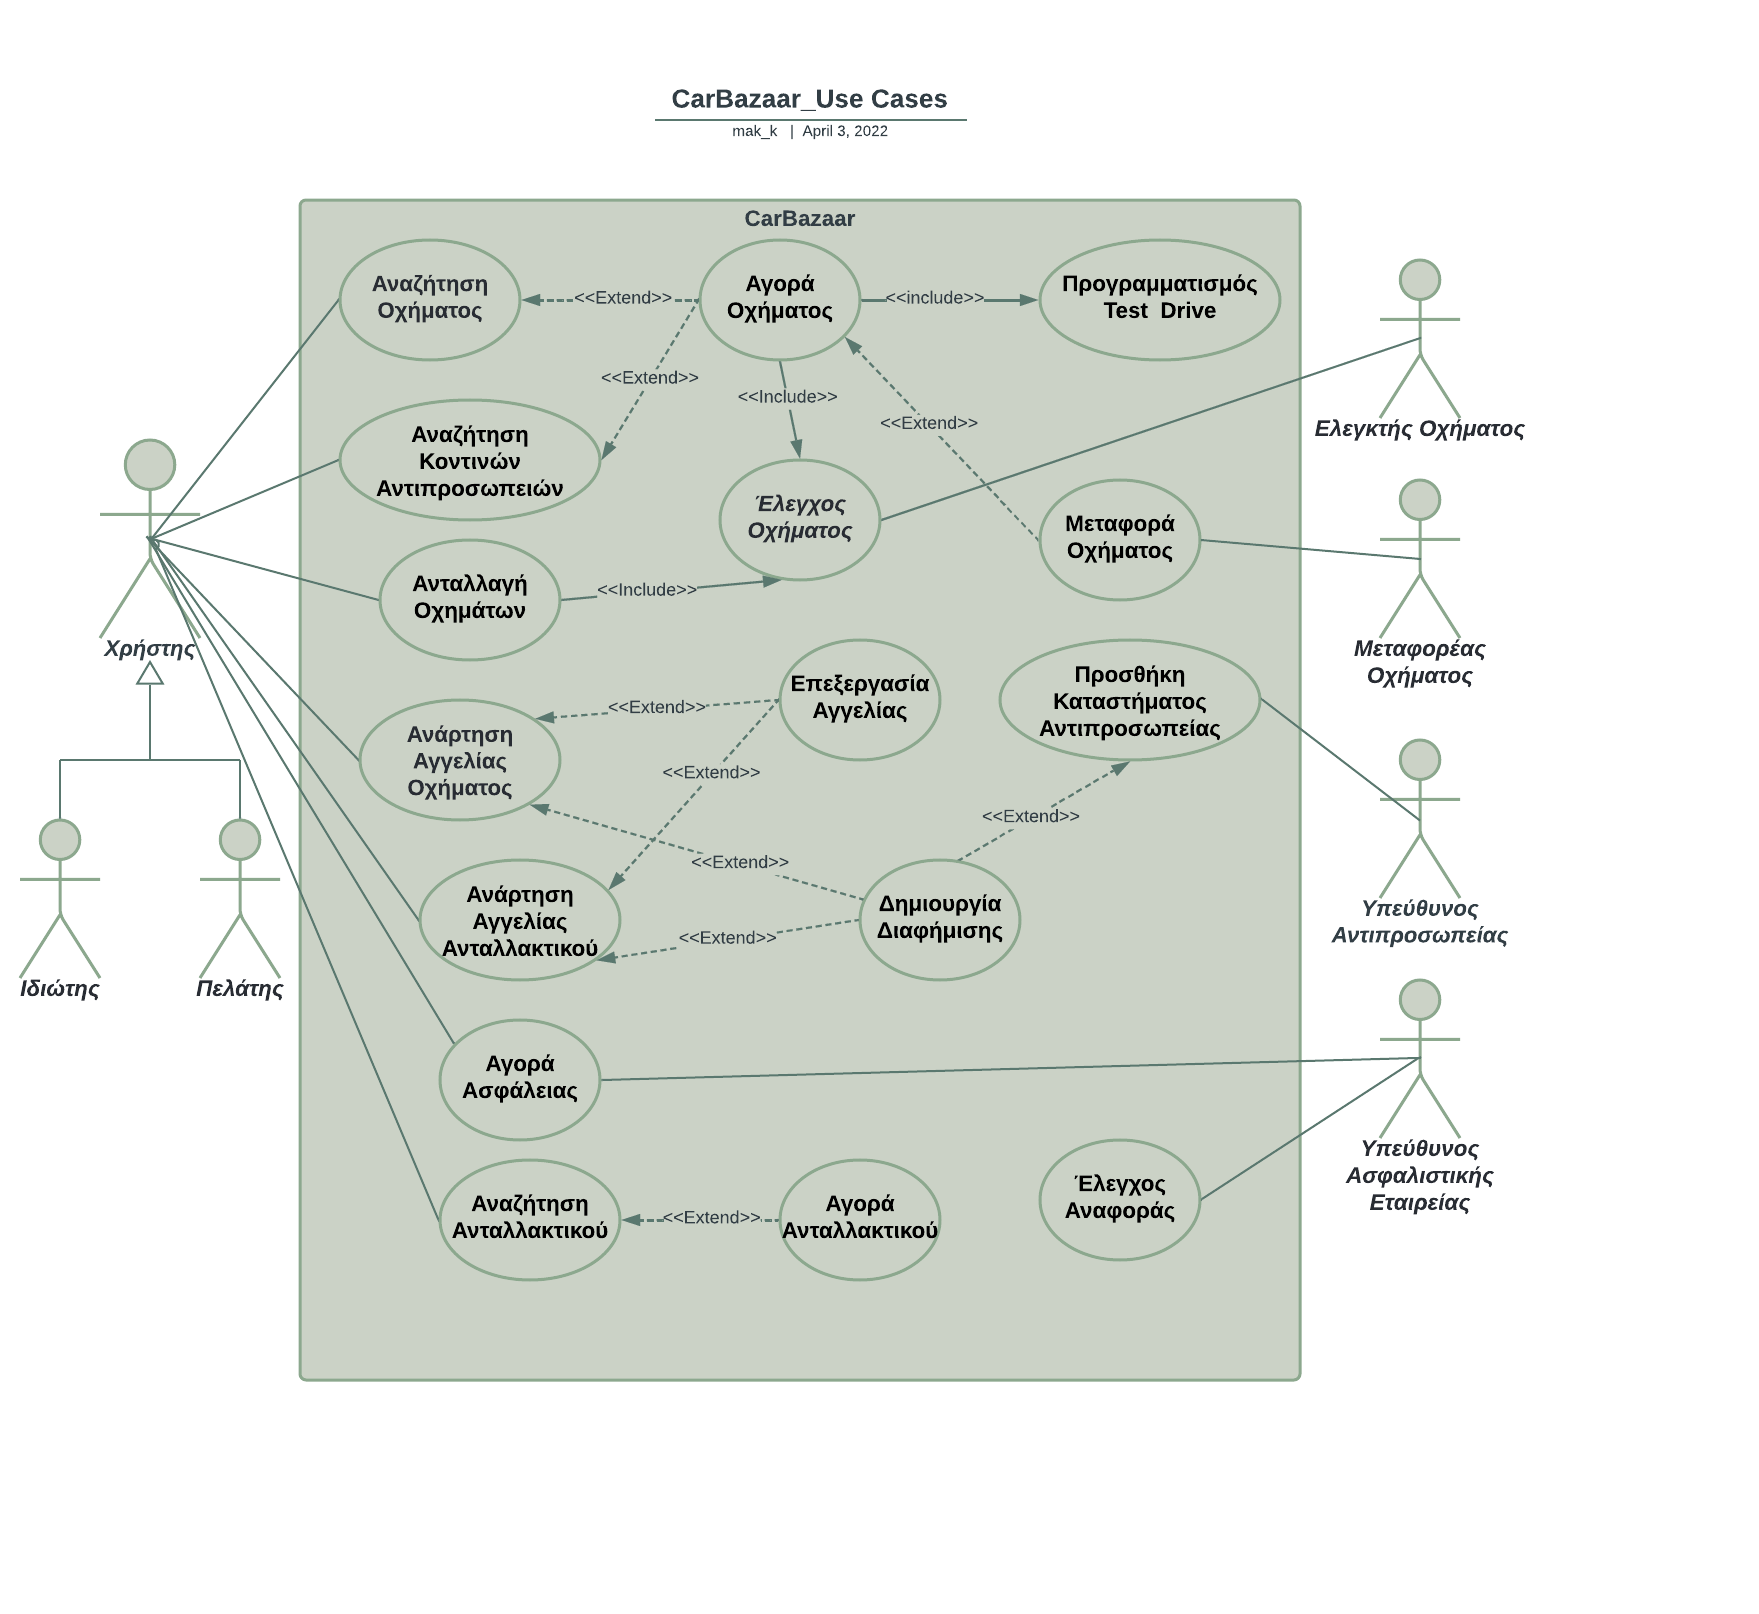 CarBazaar_Use Cases
mak_k | April 3, 2022
CarBazaar
Αναζήτηση
Οχήματος
<<Extend>>
Αγορά
Οχήματος
<<include>>
Προγραμματισμός
Test Drive
<<Extend>>
<<Include>>
<<Extend>>
Ελεγκτής Οχήματος
Αναζήτηση
Κοντινών
Αντιπροσωπειών
Έλεγχος
Οχήματος
Μεταφορά
Οχήματος
Ανταλλαγή
Οχημάτων
<<Include>>
Χρήστης
Μεταφορέας
Οχήματος
Επεξεργασία
Αγγελίας
Προσθήκη
Καταστήματος
Αντιπροσωπείας
<<Extend>>
Ανάρτηση
Αγγελίας
Οχήματος
<<Extend>>
<<Extend>>
<<Extend>>
Ανάρτηση
Αγγελίας
Ανταλλακτικού
<<Extend>>
Δημιουργία
Διαφήμισης
Υπεύθυνος
Αντιπροσωπείας
Ιδιώτης
Πελάτης
Αγορά
Ασφάλειας
Υπεύθυνος
Ασφαλιστικής
Εταιρείας
Αναζήτηση
Ανταλλακτικού
<<Extend>>
Αγορά
Ανταλλακτικού
Έλεγχος
Αναφοράς